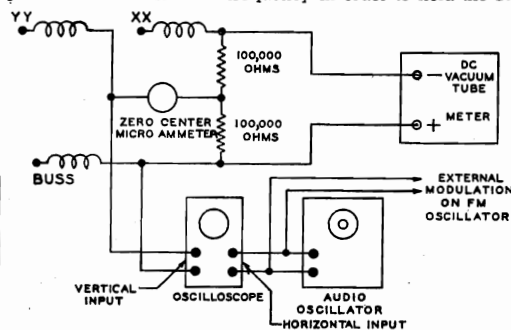 YY
XX
100,000
OHMS
DC
VACUUM
TUBE
METER
−
+
ZERO CENTER
MICRO AMMETER
100,000
OHMS
BUSS
EXTERNAL
MODULATION
ON FM
OSCILLATOR
VERTICAL
INPUT
OSCILLOSCOPE
AUDIO
OSCILLATOR
HORIZONTAL INPUT